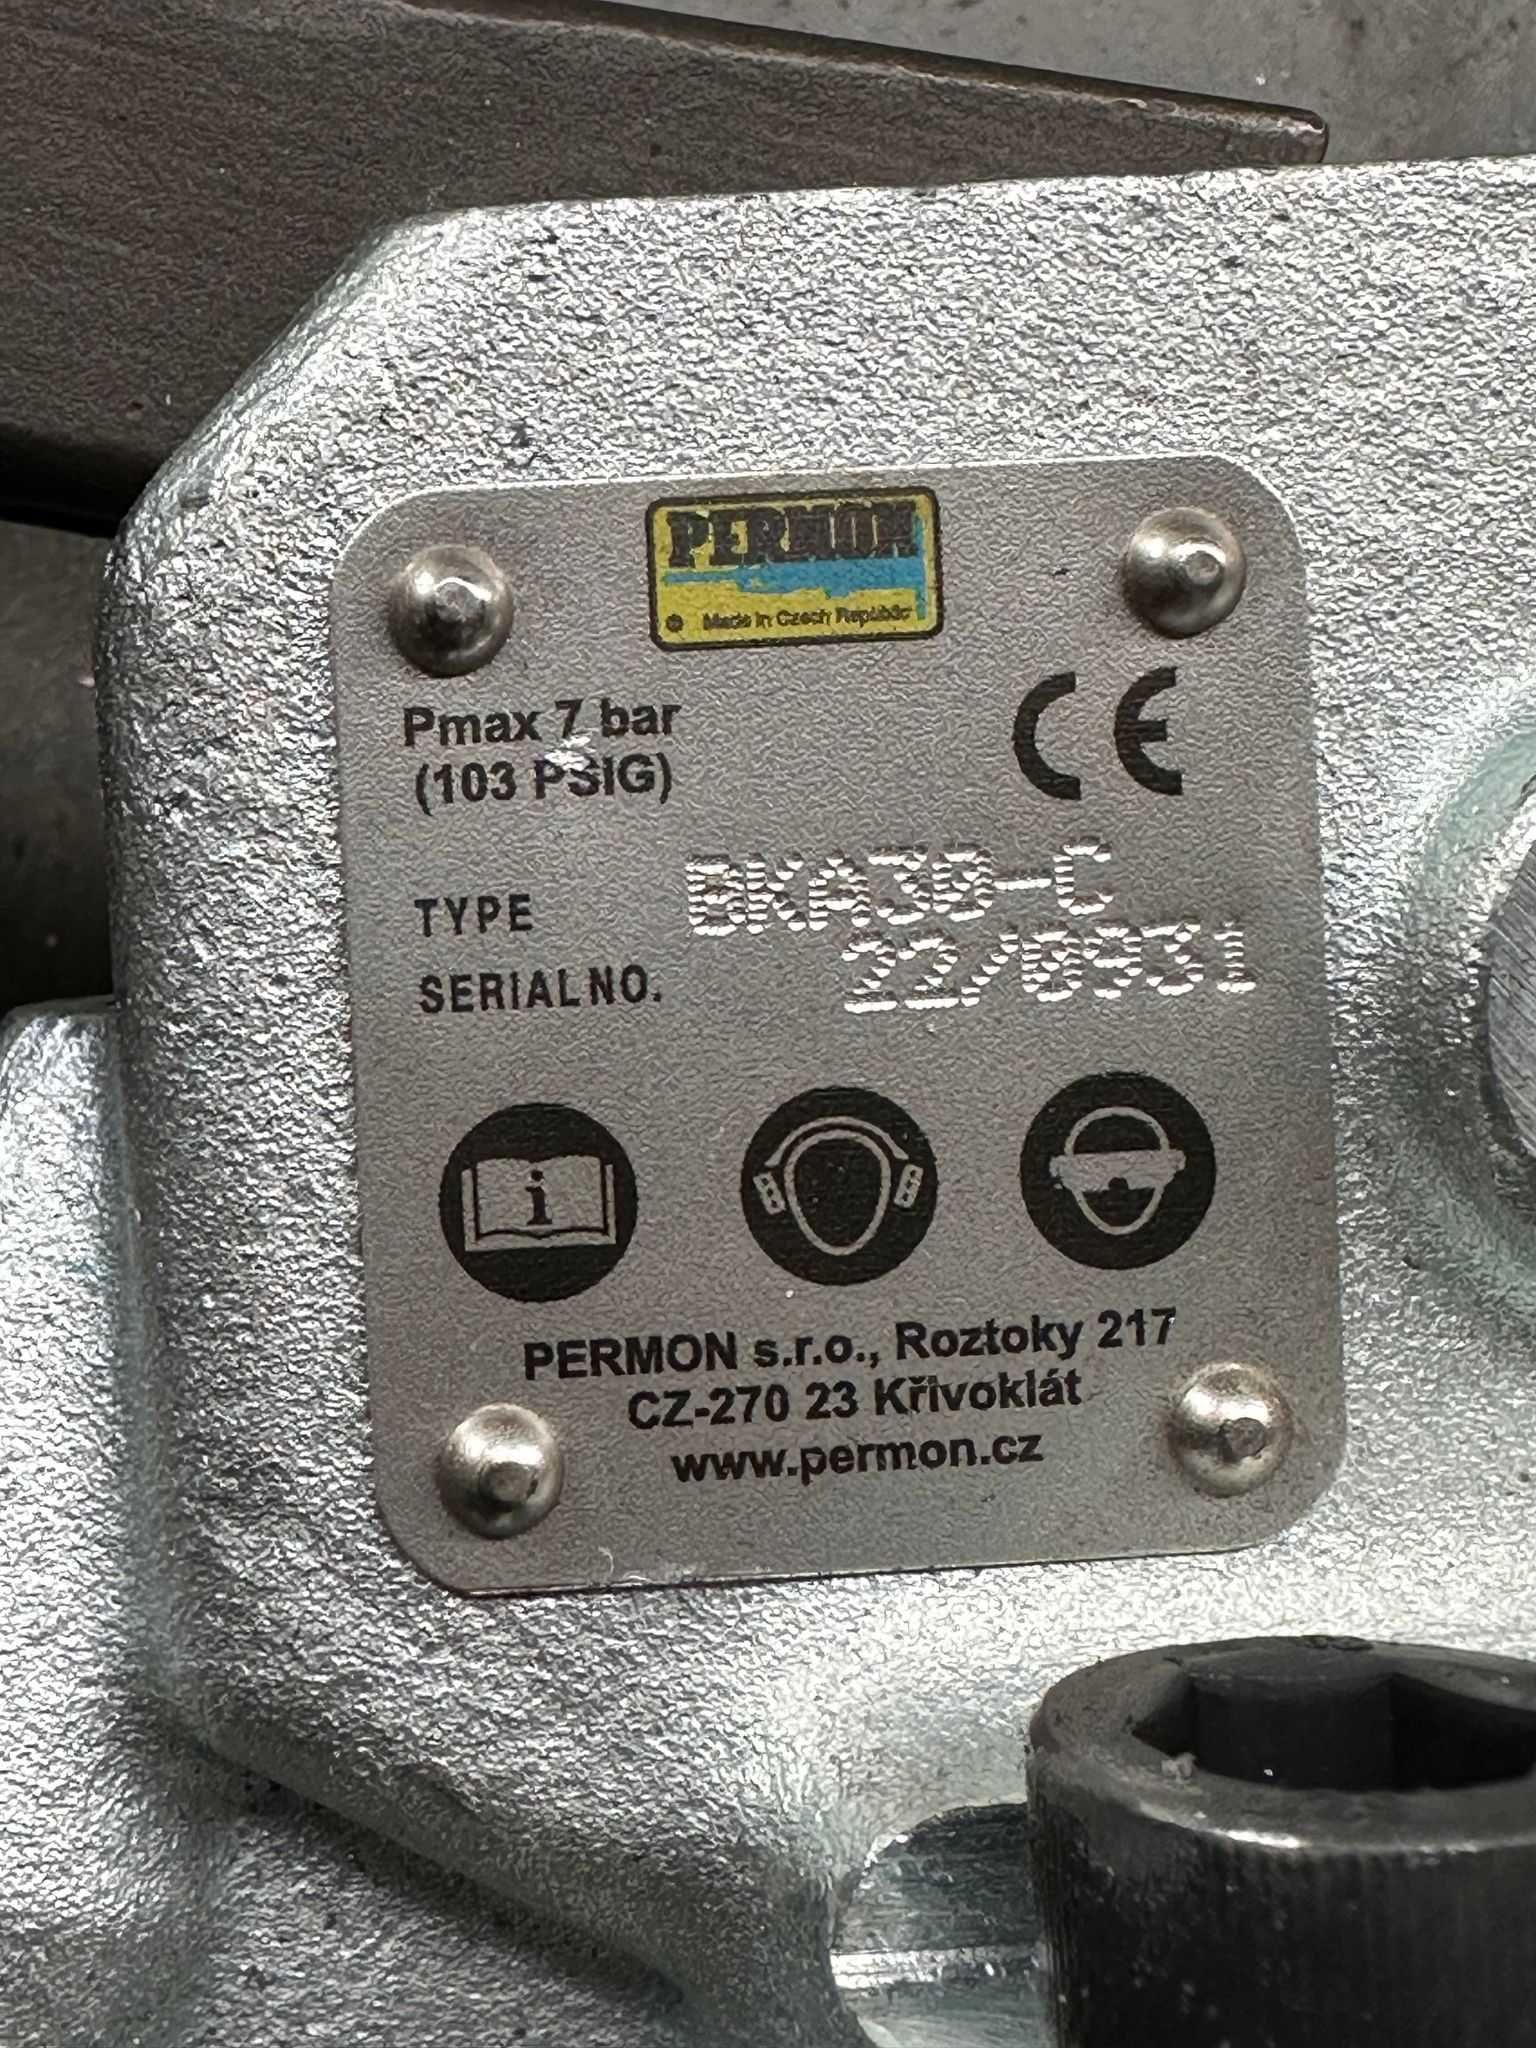 PERMON
© Made in Czech Republic
Pmax 7 bar
(103 PSIG)
CE
TYPE BKA30-C
SERIAL NO. 22/0931
i
PERMON s.r.o., Roztoky 217
CZ-270 23 Křivoklát
www.permon.cz